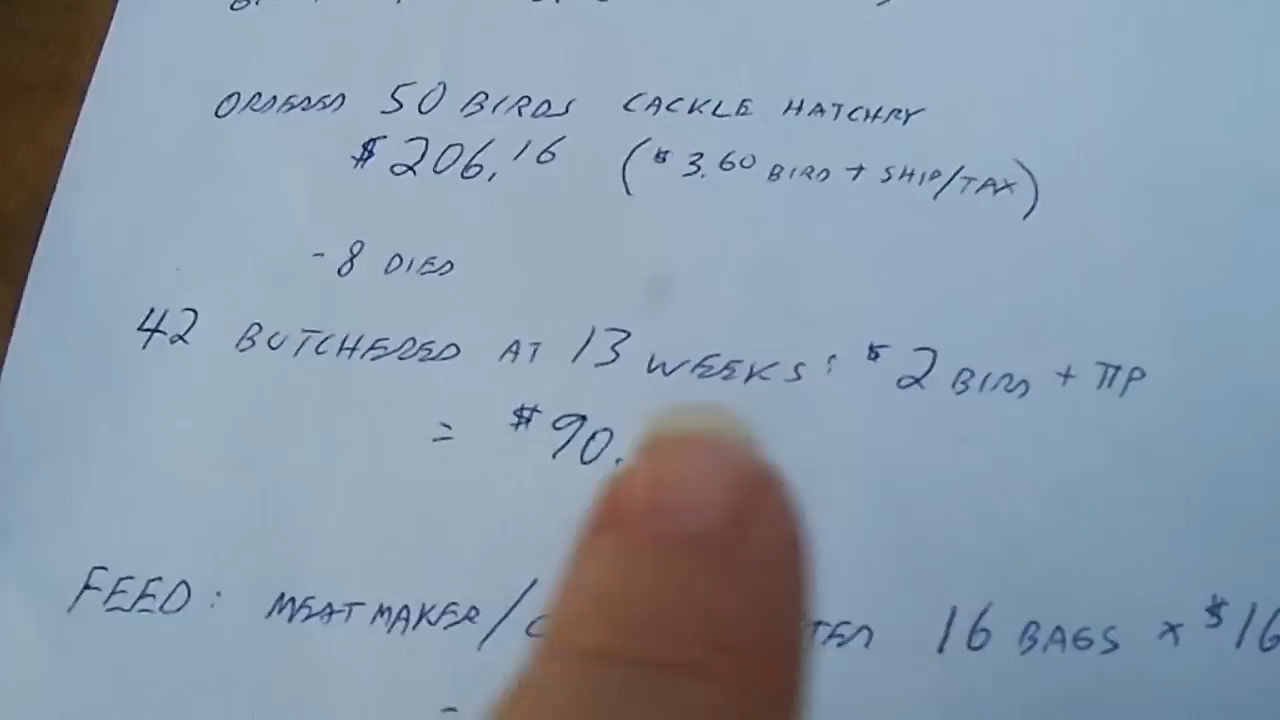 ORDERED 50 BIRDS CACKLE HATCHRY
$206.16 ($3.60 BIRD + SHIP/TAX)
-8 DIED
42 BUTCHERED AT 13 WEEKS: $2 BIRD + TIP
= $90.
FEED: MEATMAKER/ 16 BAGS x $16